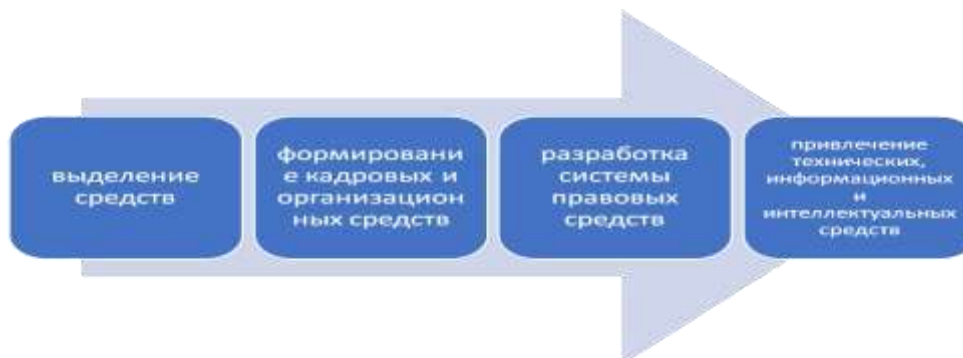 выделение
средств
формировани
е кадровых и
организацион
ных средств
разработка
системы
правовых
средств
привлечение
технических,
информационных
и
интеллектуальных
средств